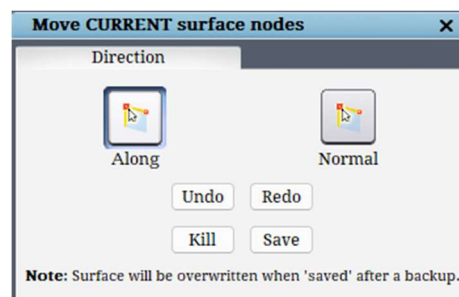 Move CURRENT surface nodes
Direction
Along Normal
Undo Redo
Kill Save
Note: Surface will be overwritten when 'saved' after a backup.